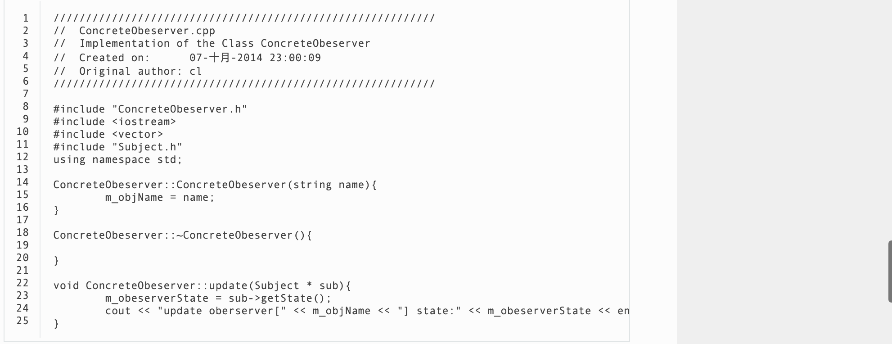 1 ///////////////////////////////////////////////////////////
2 //  ConcreteObeserver.cpp
3 //  Implementation of the Class ConcreteObeserver
4 //  Created on:      07-十月-2014 23:00:09
5 //  Original author: cl
6 ///////////////////////////////////////////////////////////
7
8 #include "ConcreteObeserver.h"
9 #include <iostream>
10 #include <vector>
11 #include "Subject.h"
12 using namespace std;
13
14 ConcreteObeserver::ConcreteObeserver(string name){
15         m_objName = name;
16 }
17
18 ConcreteObeserver::~ConcreteObeserver(){
19
20 }
21
22 void ConcreteObeserver::update(Subject * sub){
23         m_obeserverState = sub->getState();
24         cout << "update oberserver[" << m_objName << "] state:" << m_obeserverState << en
25 }